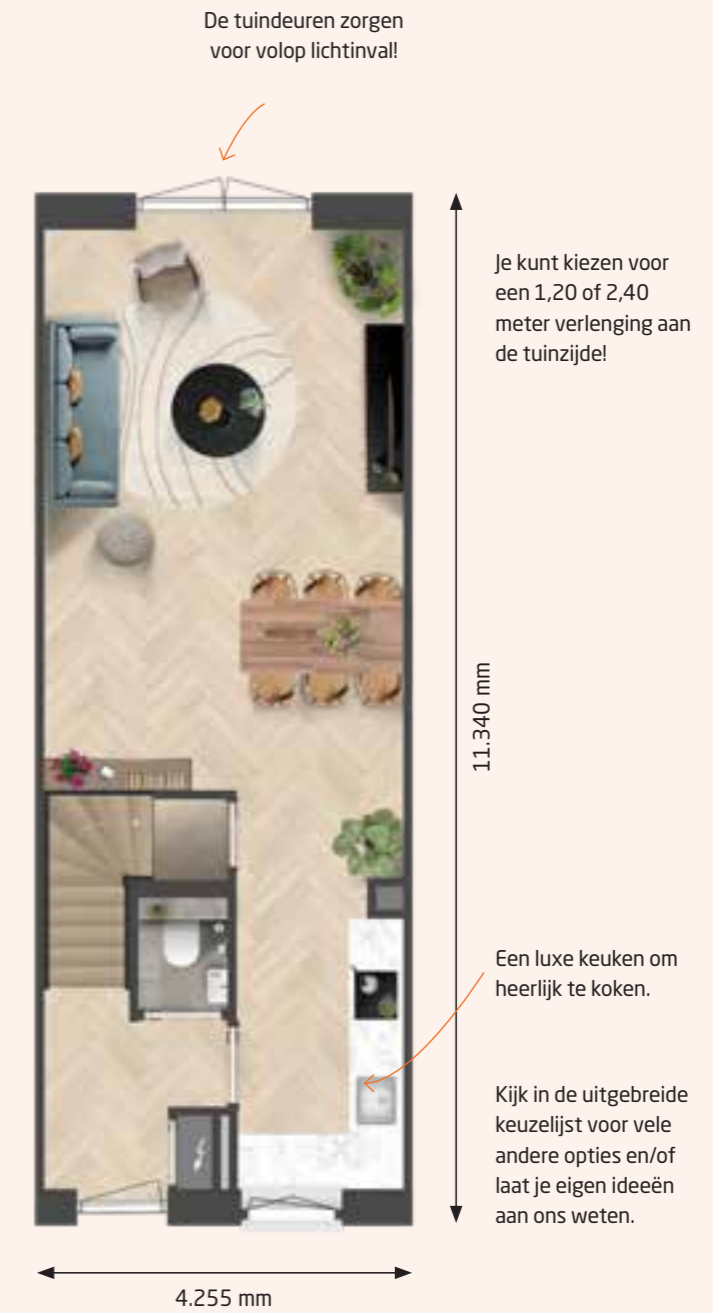 De tuindeuren zorgen
voor volop lichtinval!
Je kunt kiezen voor
een 1,20 of 2,40
meter verlenging aan
de tuinzijde!
11.340 mm
Een luxe keuken om
heerlijk te koken.
Kijk in de uitgebreide
keuzelijst voor vele
andere opties en/of
laat je eigen ideeën
aan ons weten.
4.255 mm